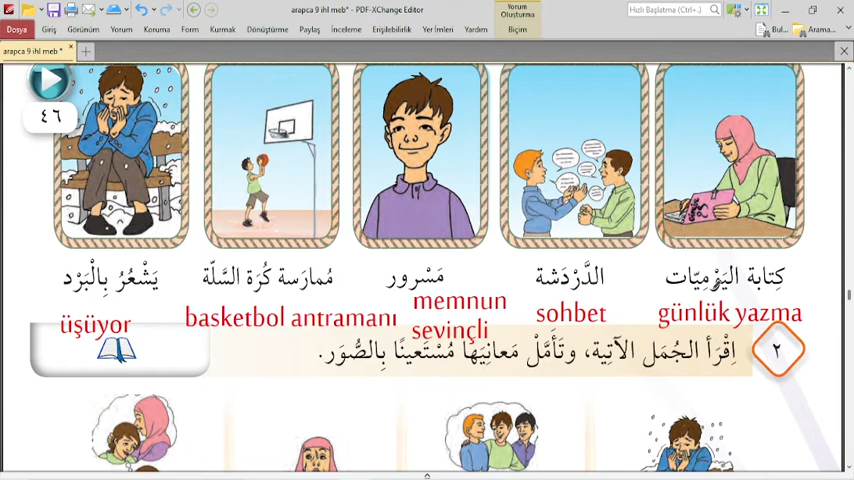 arapca 9 ihl meb* - PDF-XChange Editor
Yorum Oluşturma
Hızlı Başlatma (Ctrl+.)
Dosya Giriş Görünüm Yorum Korumak Form Dönüştürme Paylaş İnceleme Erişilebilirlik Yer İmleri Yardım Biçim
Bul... Arama...
arapca 9 ihl meb *
٤٦
كِتابة اليَوْمِيّات
الدَّرْدَشة
مَسْرور
مُمارَسة كُرَة السَّلّة
يَشْعُرُ بِالْبَرْد
günlük yazma
sohbet
memnun
sevinçli
basketbol antramanı
üşüyor
٢ اِقْرَأ الجُمَل الآتِية، وتَأَمَّلْ مَعانِيَها مُسْتَعينًا بِالصُّوَر.